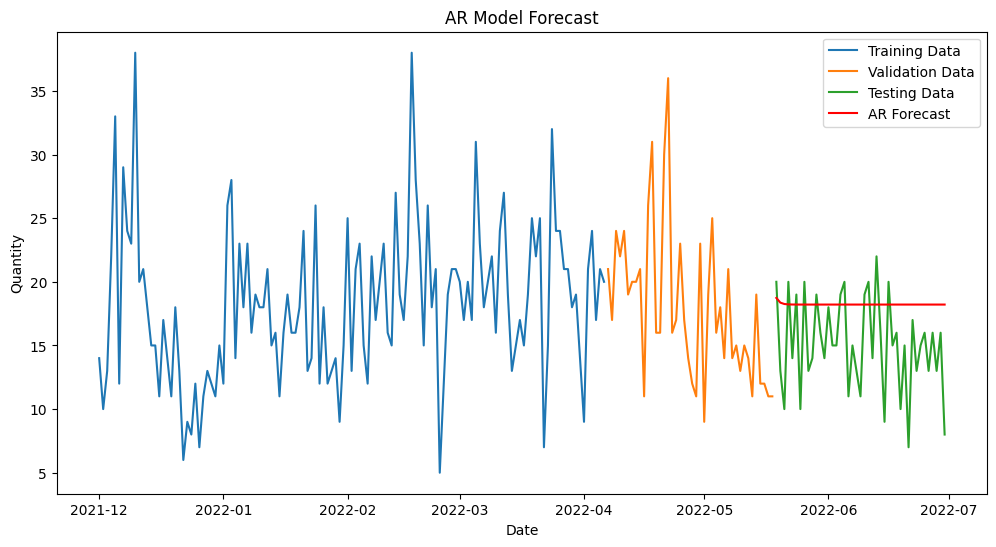 AR Model Forecast
Training Data
Validation Data
Testing Data
AR Forecast
Quantity
35
30
25
20
15
10
5
2021-12
2022-01
2022-02
2022-03
2022-04
2022-05
2022-06
2022-07
Date